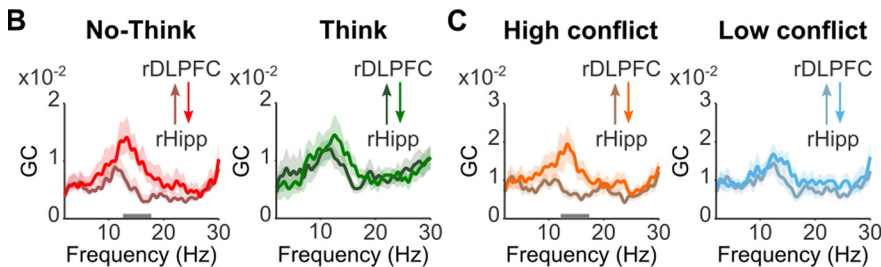 B
No-Think
Think
C
High conflict
Low conflict
x10-2
rDLPFC
rHipp
2
1
0
GC
10
20
30
Frequency (Hz)
x10-2
rDLPFC
rHipp
2
1
0
10
20
30
Frequency (Hz)
x10-2
rDLPFC
rHipp
3
2
1
0
GC
10
20
30
Frequency (Hz)
x10-2
rDLPFC
rHipp
3
2
1
0
10
20
30
Frequency (Hz)